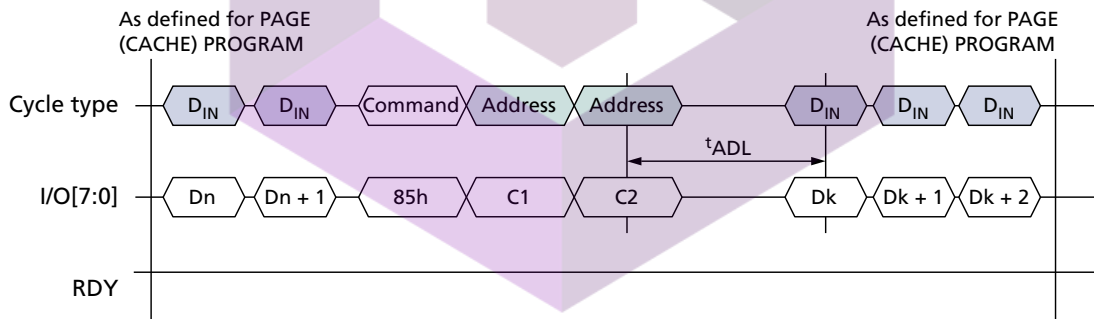 As defined for PAGE
(CACHE) PROGRAM
As defined for PAGE
(CACHE) PROGRAM
Cycle type DIN DIN Command Address Address DIN DIN DIN
tADL
I/O[7:0] Dn Dn + 1 85h C1 C2 Dk Dk + 1 Dk + 2
RDY